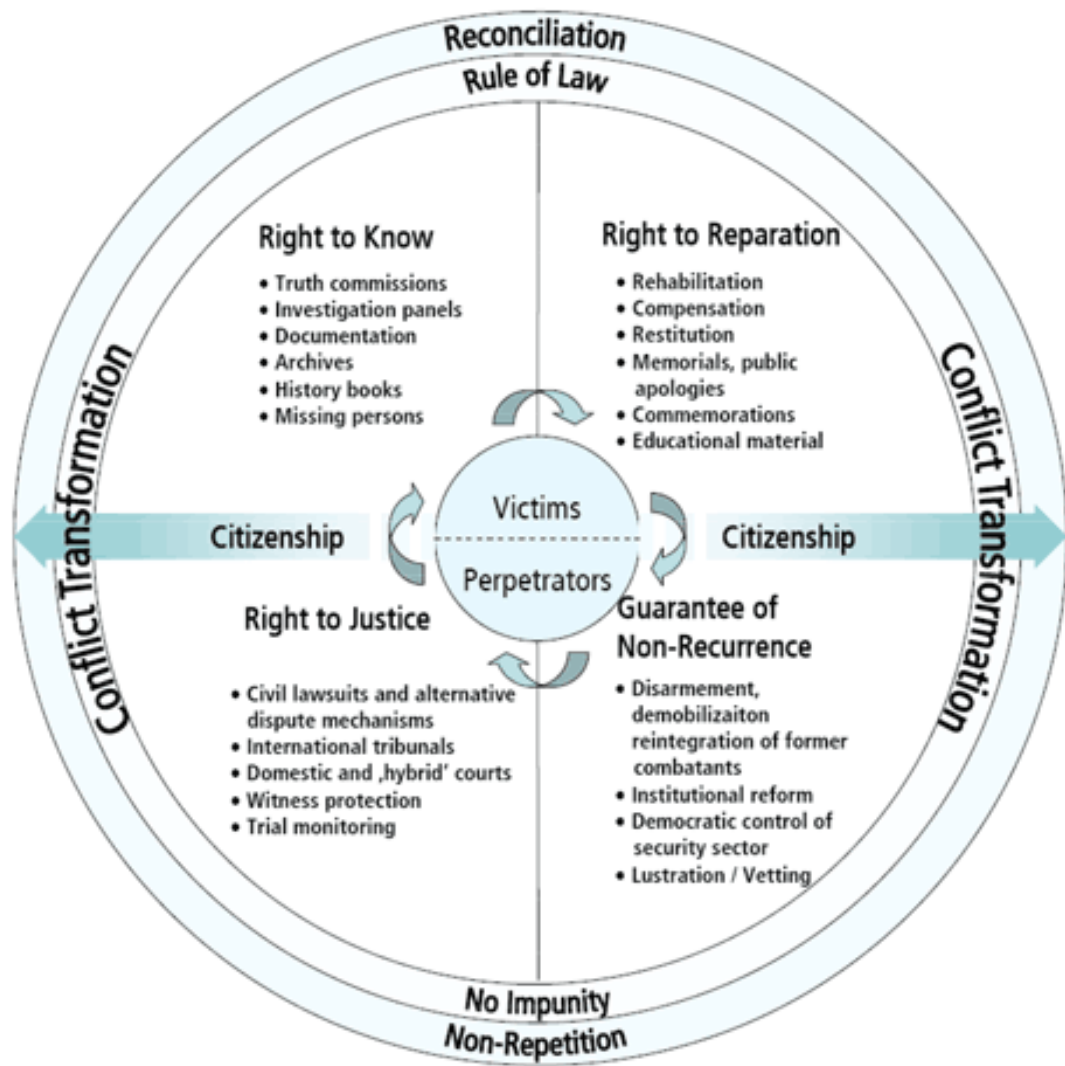 Reconciliation
Rule of Law
Right to Know
• Truth commissions
• Investigation panels
• Documentation
• Archives
• History books
• Missing persons
Right to Reparation
• Rehabilitation
• Compensation
• Restitution
• Memorials, public
apologies
• Commemorations
• Educational material
Conflict Transformation
Conflict Transformation
Citizenship
Victims
Perpetrators
Citizenship
Right to Justice
• Civil lawsuits and alternative
dispute mechanisms
• International tribunals
• Domestic and ‚hybrid' courts
• Witness protection
• Trial monitoring
Guarantee of
Non-Recurrence
• Disarmement,
demobilizaiton
reintegration of former
combatants
• Institutional reform
• Democratic control of
security sector
• Lustration / Vetting
No Impunity
Non-Repetition